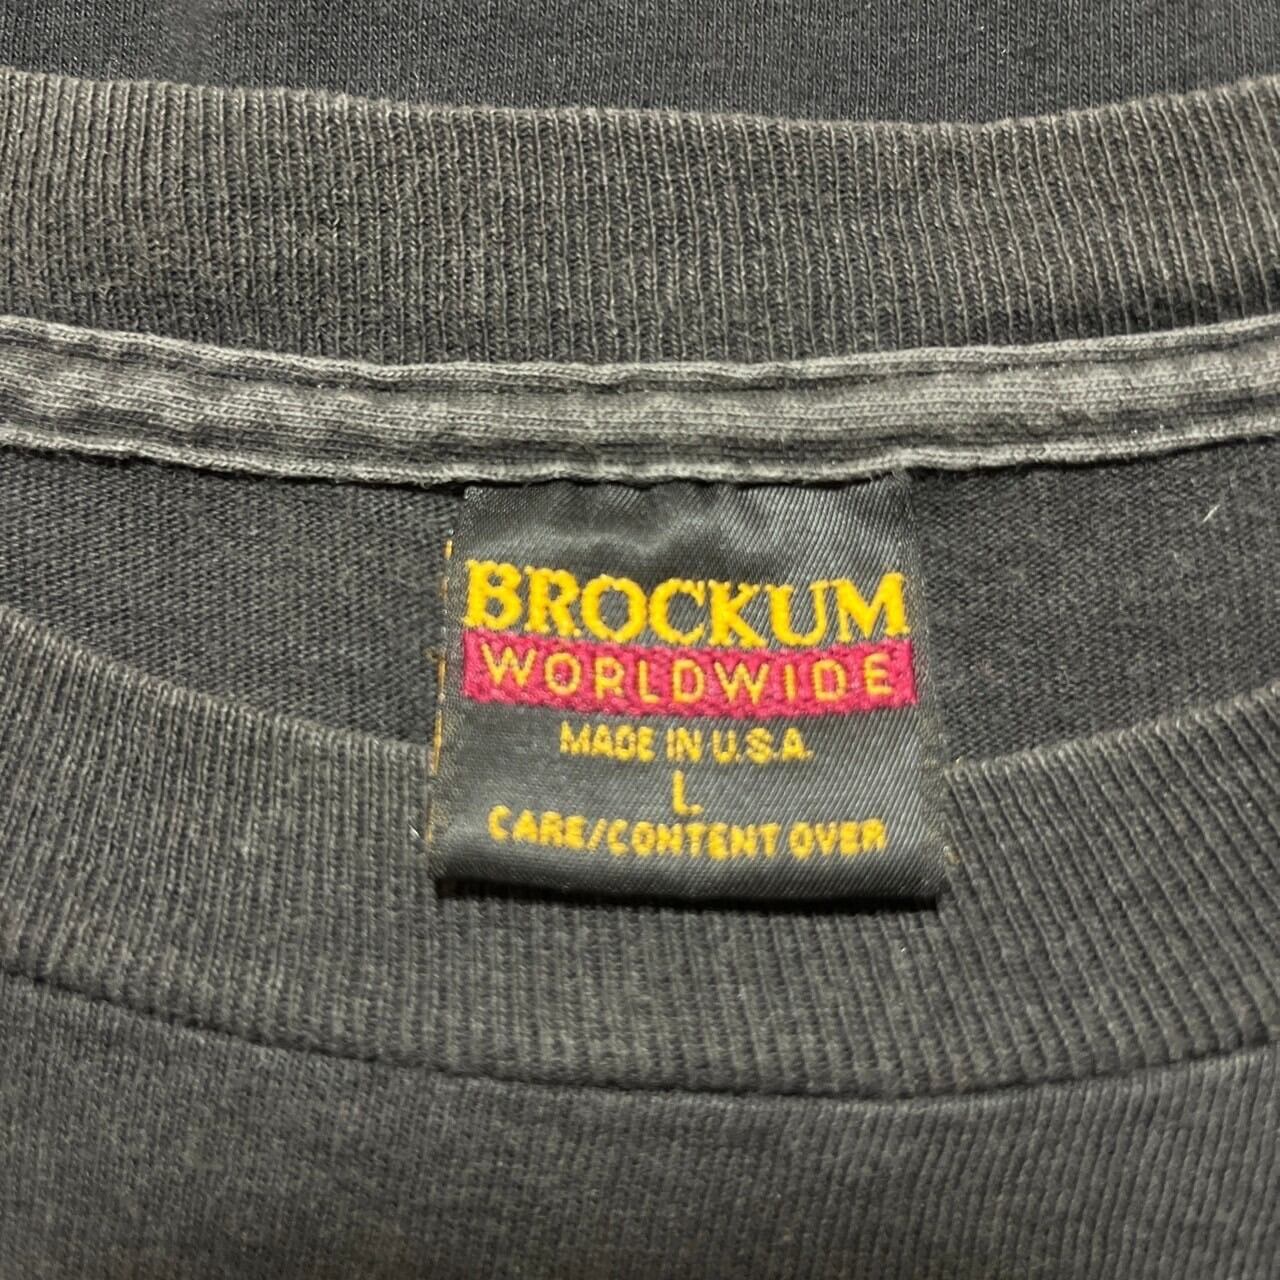 BROCKUM
WORLDWIDE
MADE IN U.S.A.
L
CARE/CONTENT OVER